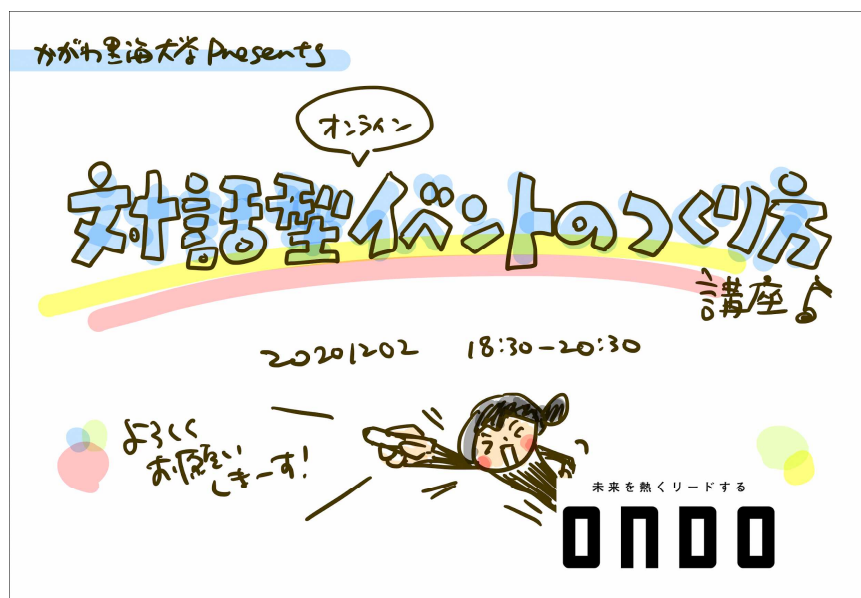 かがわ里海大学 Presents
オンライン
対話型イベントのつくり方
講座♪
20201202 18:30-20:30
よろしく
お願い
しまーす!
未来を熱くリードする
ONDO